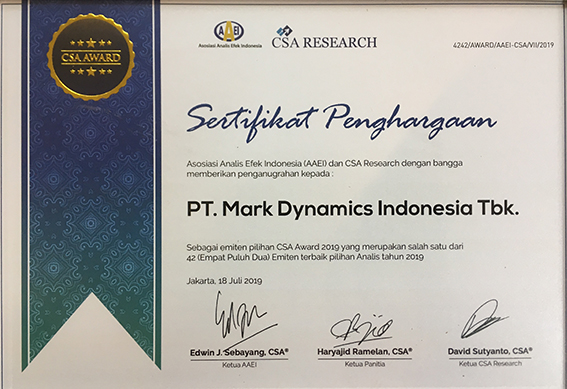 CSA AWARD
AAEI
Asosiasi Analis Efek Indonesia
CSA RESEARCH
4242/AWARD/AAEI-CSA/VII/2019
Sertifikat Penghargaan
Asosiasi Analis Efek Indonesia (AAEI) dan CSA Research dengan bangga
memberikan penganugrahan kepada :
PT. Mark Dynamics Indonesia Tbk.
Sebagai emiten pilihan CSA Award 2019 yang merupakan salah satu dari
42 (Empat Puluh Dua) Emiten terbaik pilihan Analis tahun 2019
Jakarta, 18 Juli 2019
Edwin J. Sebayang, CSA®
Ketua AAEI
Haryajid Ramelan, CSA®
Ketua Panitia
David Sutyanto, CSA®
Ketua CSA Research